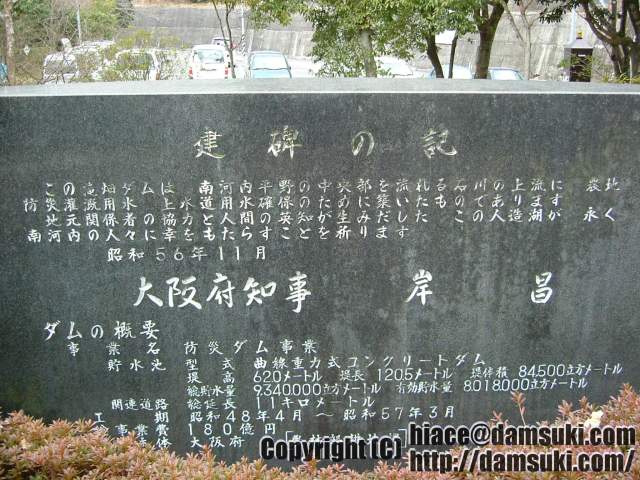 建碑の記
この滝畑ダムは 南河内平野の中央部を流れる石川の上流に 農地
防災灌漑用水 上水道用水確保のために築いたものであります
地元関係者の協力と人間の英知が生みだした この人造湖が 永く
南河内の人々に幸をもたらすことを祈ります
昭和56年11月
大阪府知事 岸 昌
ダムの概要
事業名 防災ダム事業
貯水池 型式 曲線重力式コンクリートダム
堤高 62.0メートル 堤長 120.5メートル 堤体積 84,500立方メートル
総貯水量 9,340,000立方メートル 有効貯水量 8,018,000立方メートル
関連道路 総延長 11キロメートル
工期 昭和48年4月 〜 昭和57年3月
総事業費 180億円
大阪府
Copyright (C) hiace@damsuki.com
http://damsuki.com/